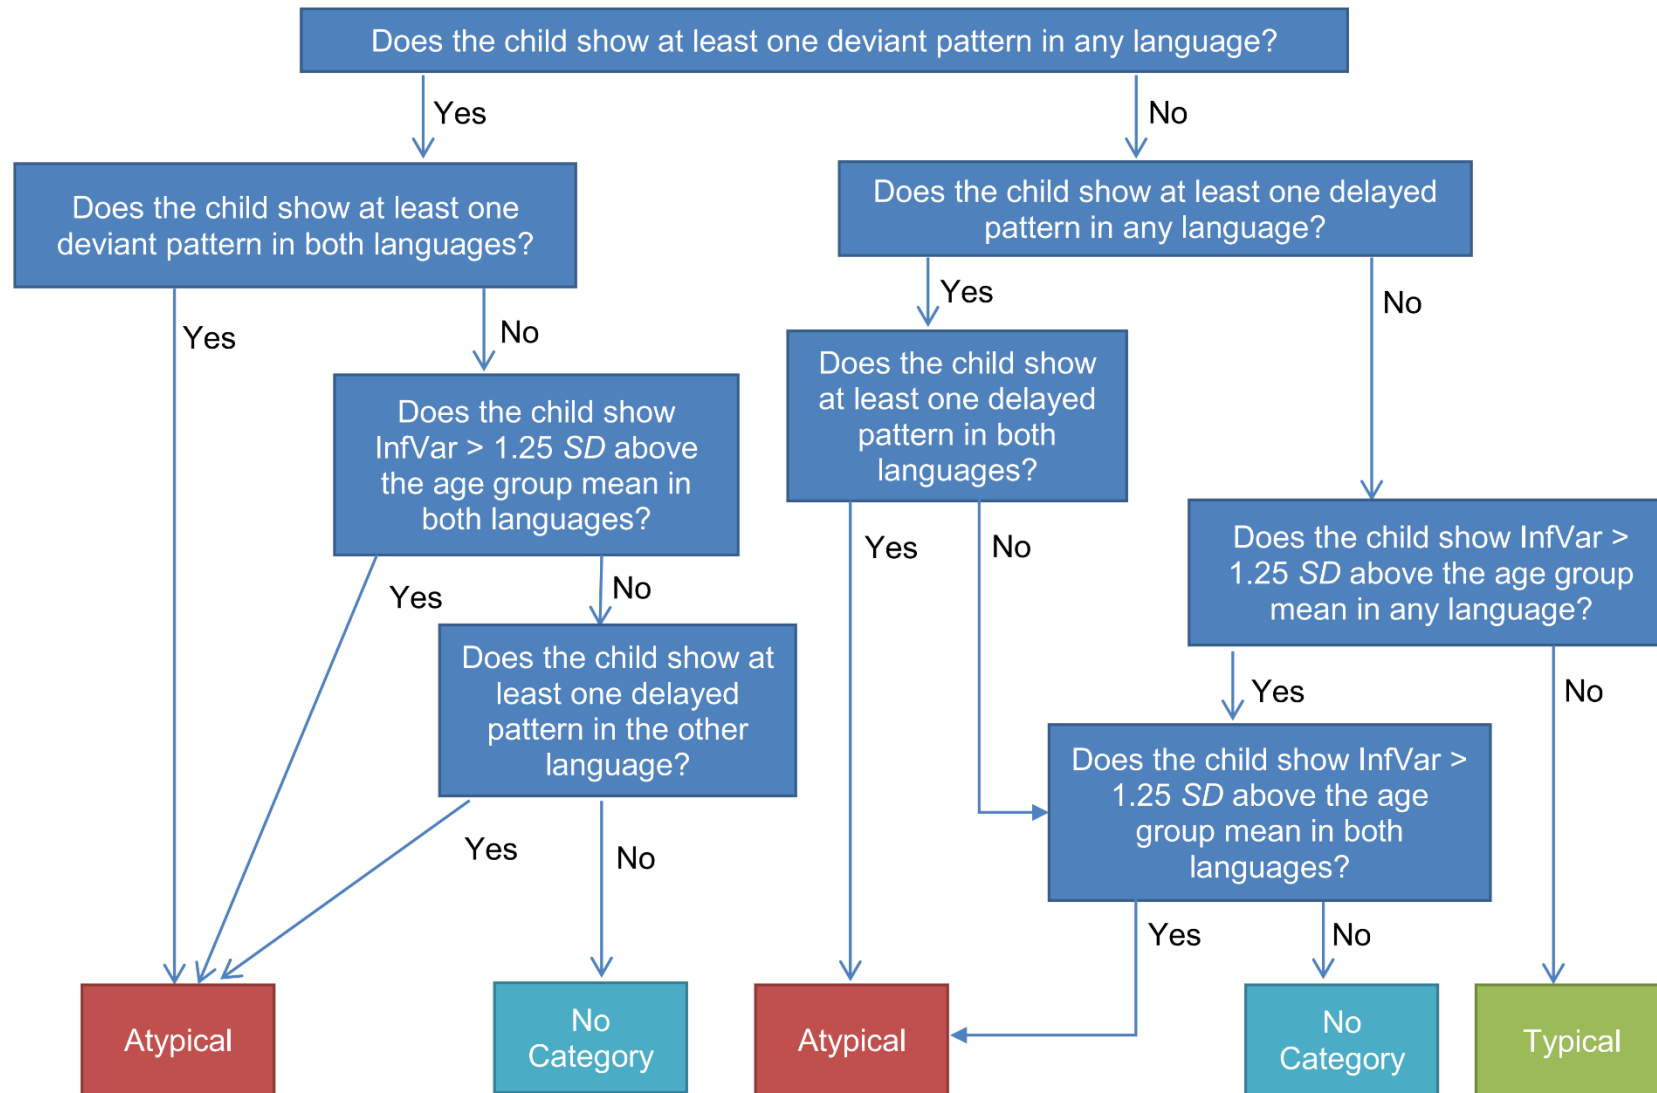 Does the child show at least one deviant pattern in any language?
Yes
No
Does the child show at least one
deviant pattern in both languages?
Does the child show at least one delayed
pattern in any language?
Yes
No
Yes
No
Does the child show
InfVar > 1.25 SD above
the age group mean in
both languages?
Does the child show
at least one delayed
pattern in both
languages?
Yes
No
Yes
No
Does the child show InfVar >
1.25 SD above the age group
mean in any language?
Does the child show at
least one delayed
pattern in the other
language?
Yes
No
Does the child show InfVar >
1.25 SD above the age
group mean in both
languages?
Yes
No
Yes
No
Atypical
No
Category
Atypical
No
Category
Typical